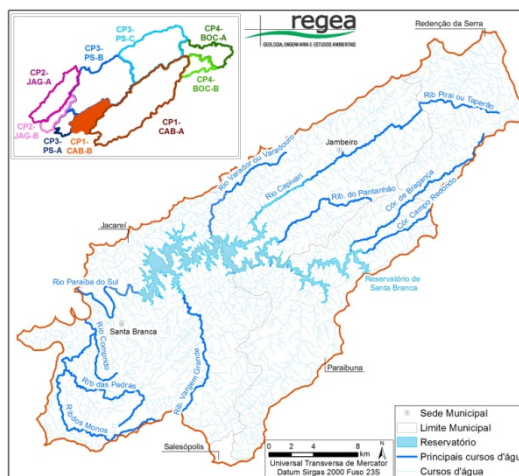 CP3-
PS-C
CP4-
BOC-A
CP3-
PS-B
CP2-
JAG-A
CP4-
BOC-B
CP1-
CAB-A
CP2-
JAG-B
CP3-
PS-A
CP1-
CAB-B
regea
GEOLOGIA, ENGENHARIA E ESTUDOS AMBIENTAIS
Redenção da Serra
Rib. Piraí ou Taperão
Jambeiro
Rio Varador ou Varadouro
Rio Capivari
Rib. do Pantanhão
Cór. de Bragança
Cór. Campo Redondo
Jacareí
Reservatório de
Santa Branca
Rio Paraíba do Sul
Santa Branca
Rio Comprido
Rib. Vargem Grande
Rib das Pedras
Rib dos Monos
Paraibuna
Salesópolis
0 2 4 8
km
N
Universal Transversa de Mercator
Datum Sirgas 2000 Fuso 23S
Sede Municipal
Limite Municipal
Reservatório
Principais cursos d'água
Cursos d'água